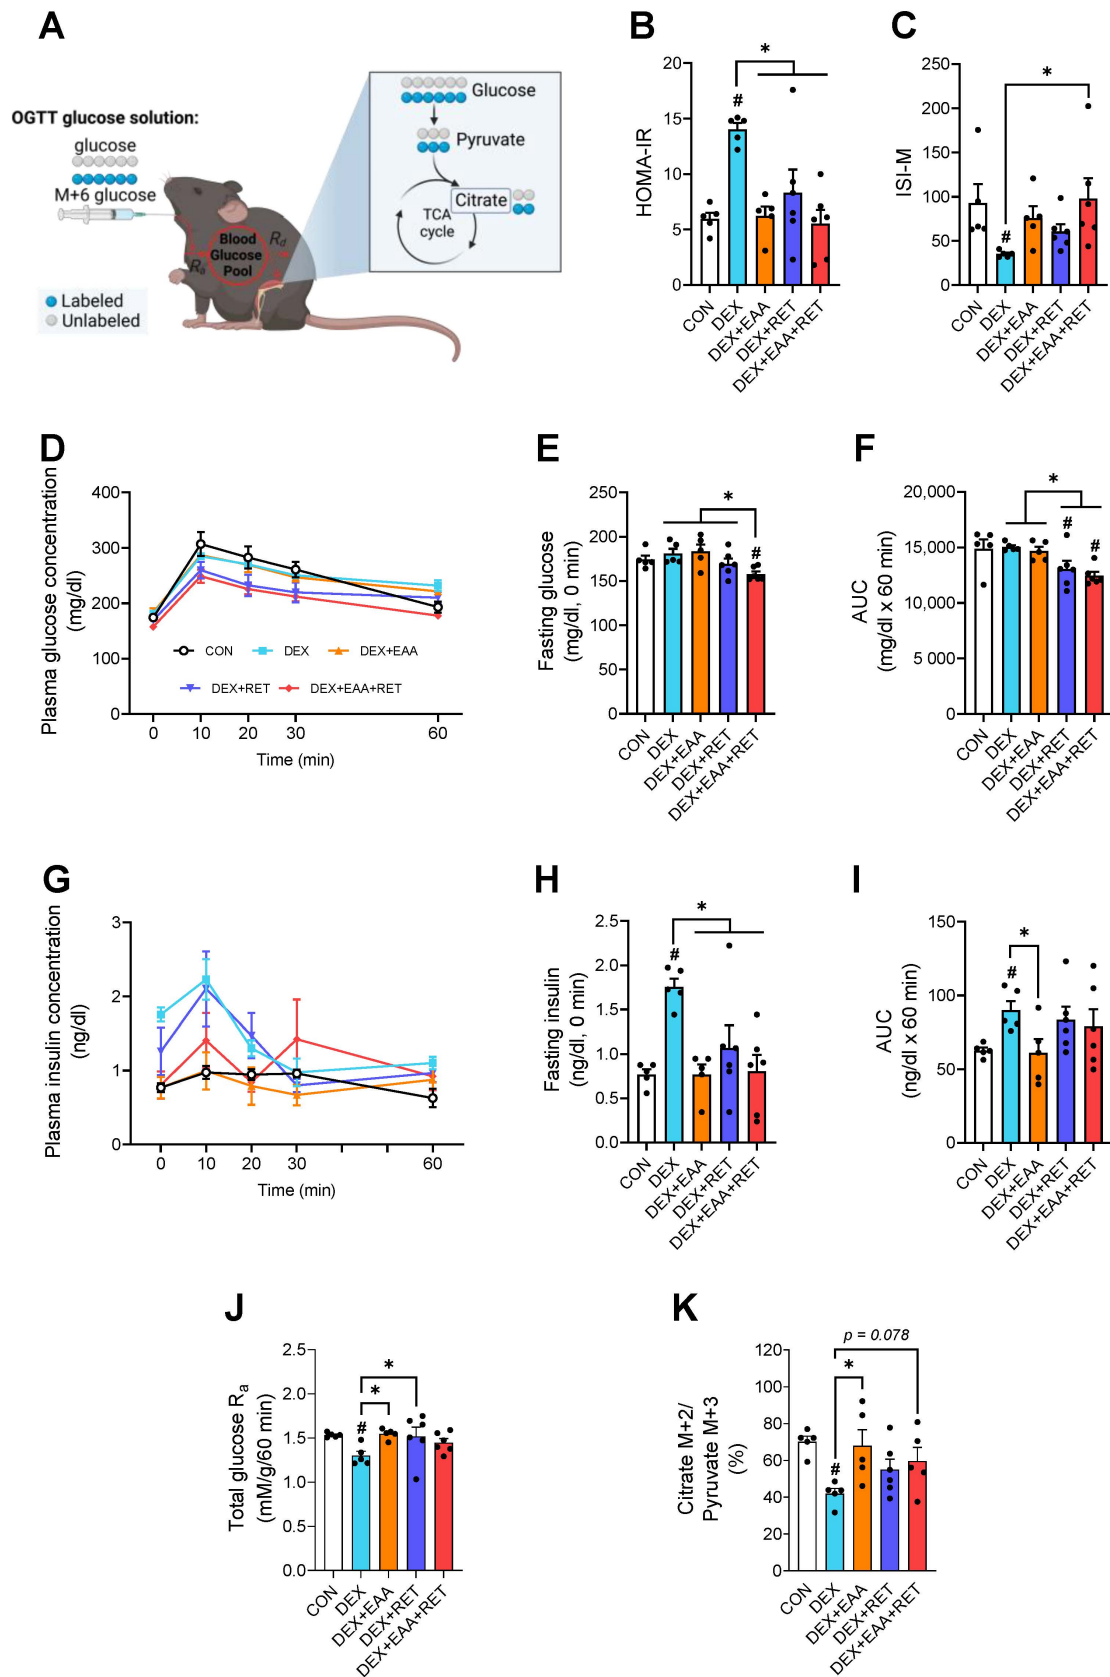 A
OGTT glucose solution:
glucose
M+6 glucose
Blood
Glucose
Pool
Ra
Rd
Labeled
Unlabeled
Glucose
Pyruvate
Citrate
TCA
cycle
B
HOMA-IR
20
15
10
5
0
*
#
CON
DEX
DEX+EAA
DEX+RET
DEX+EAA+RET
C
ISI-M
250
200
150
100
50
0
*
#
CON
DEX
DEX+EAA
DEX+RET
DEX+EAA+RET
D
Plasma glucose concentration
(mg/dl)
400
300
200
100
0
CON
DEX
DEX+EAA
DEX+RET
DEX+EAA+RET
0 10 20 30 60
Time (min)
E
Fasting glucose
(mg/dl, 0 min)
250
200
150
100
50
0
*
#
CON
DEX
DEX+EAA
DEX+RET
DEX+EAA+RET
F
AUC
(mg/dl x 60 min)
20,000
15,000
10,000
5 000
0
*
#
#
CON
DEX
DEX+EAA
DEX+RET
DEX+EAA+RET
G
Plasma insulin concentration
(ng/dl)
3
2
1
0
0 10 20 30 60
Time (min)
H
Fasting insulin
(ng/dl, 0 min)
2.5
2.0
1.5
1.0
0.5
0.0
*
#
CON
DEX
DEX+EAA
DEX+RET
DEX+EAA+RET
I
AUC
(ng/dl x 60 min)
150
100
50
0
*
#
CON
DEX
DEX+EAA
DEX+RET
DEX+EAA+RET
J
Total glucose Ra
(mM/g/60 min)
2.5
2.0
1.5
1.0
0.5
0.0
*
*
#
CON
DEX
DEX+EAA
DEX+RET
DEX+EAA+RET
K
Citrate M+2/
Pyruvate M+3
(%)
120
100
80
60
40
20
0
p = 0.078
*
#
CON
DEX
DEX+EAA
DEX+RET
DEX+EAA+RET